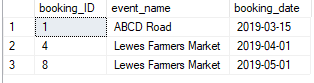 booking_ID event_name booking_date
1 1 ABCD Road 2019-03-15
2 4 Lewes Farmers Market 2019-04-01
3 8 Lewes Farmers Market 2019-05-01